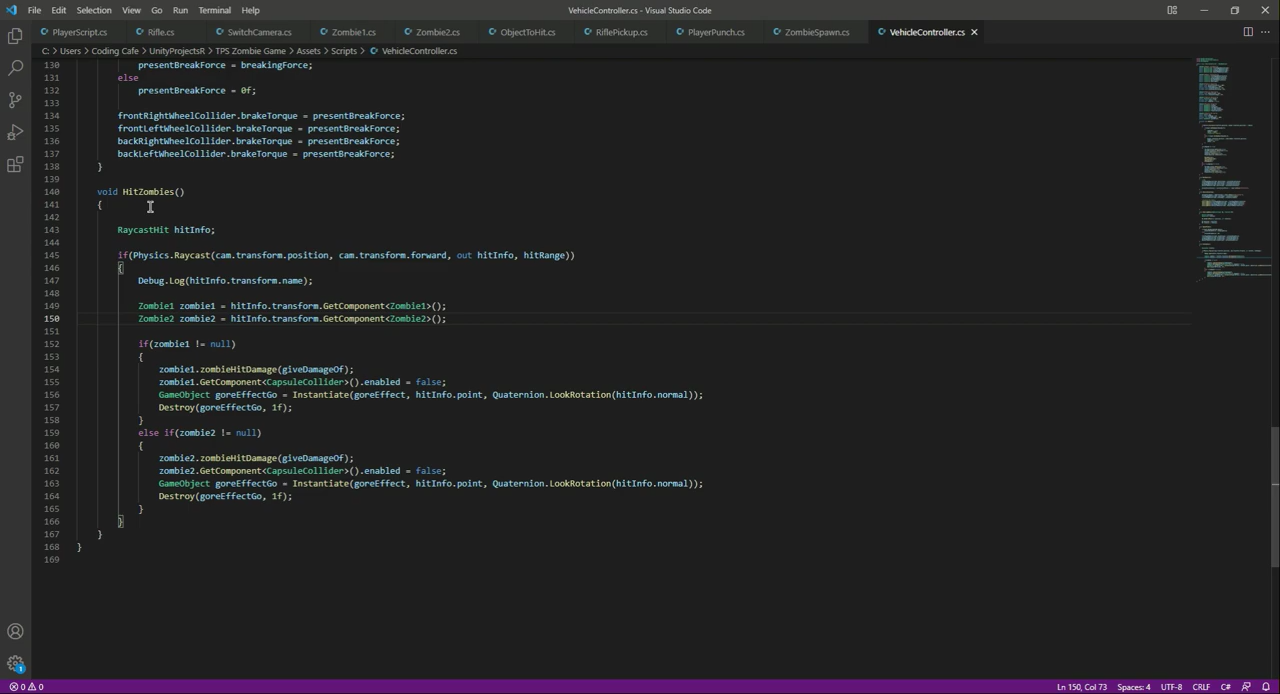 File Edit Selection View Go Run Terminal Help VehicleController.cs - Visual Studio Code
PlayerScript.cs Rifle.cs SwitchCamera.cs Zombie1.cs Zombie2.cs ObjectToHit.cs RiflePickup.cs PlayerPunch.cs ZombieSpawn.cs VehicleController.cs
C: > Users > Coding Cafe > UnityProjectsR > TPS Zombie Game > Assets > Scripts > VehicleController.cs
130 presentBreakForce = breakingForce;
131 else
132 presentBreakForce = 0f;
133
134 frontRightWheelCollider.brakeTorque = presentBreakForce;
135 frontLeftWheelCollider.brakeTorque = presentBreakForce;
136 backRightWheelCollider.brakeTorque = presentBreakForce;
137 backLeftWheelCollider.brakeTorque = presentBreakForce;
138 }
139
140 void HitZombies()
141 {
142
143 RaycastHit hitInfo;
144
145 if(Physics.Raycast(cam.transform.position, cam.transform.forward, out hitInfo, hitRange))
146 {
147 Debug.Log(hitInfo.transform.name);
148
149 Zombie1 zombie1 = hitInfo.transform.GetComponent<Zombie1>();
150 Zombie2 zombie2 = hitInfo.transform.GetComponent<Zombie2>();
151
152 if(zombie1 != null)
153 {
154 zombie1.zombieHitDamage(giveDamageOf);
155 zombie1.GetComponent<CapsuleCollider>().enabled = false;
156 GameObject goreEffectGo = Instantiate(goreEffect, hitInfo.point, Quaternion.LookRotation(hitInfo.normal));
157 Destroy(goreEffectGo, 1f);
158 }
159 else if(zombie2 != null)
160 {
161 zombie2.zombieHitDamage(giveDamageOf);
162 zombie2.GetComponent<CapsuleCollider>().enabled = false;
163 GameObject goreEffectGo = Instantiate(goreEffect, hitInfo.point, Quaternion.LookRotation(hitInfo.normal));
164 Destroy(goreEffectGo, 1f);
165 }
166 }
167 }
168 }
169
0 0 Ln 150, Col 73 Spaces: 4 UTF-8 CRLF C#